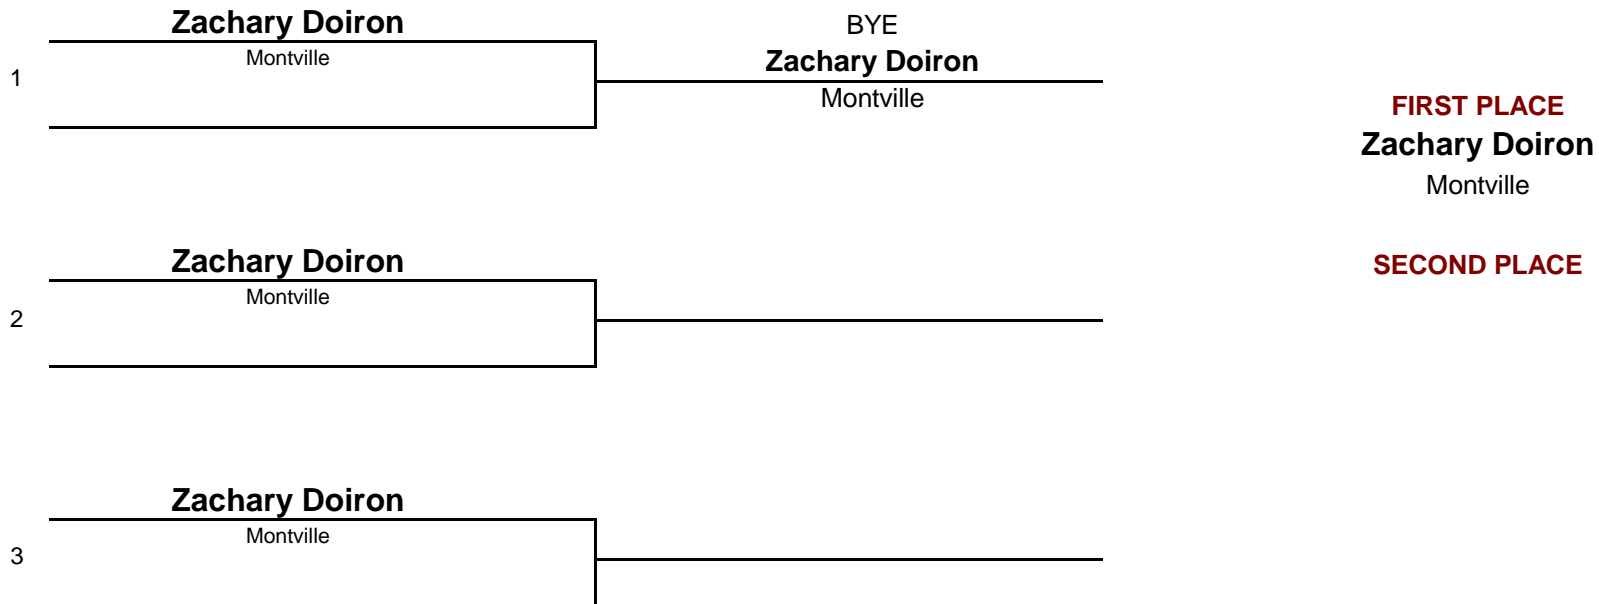 Zachary Doiron
Montville
1
BYE
Zachary Doiron
Montville
FIRST PLACE
Zachary Doiron
Montville
Zachary Doiron
Montville
2
SECOND PLACE
Zachary Doiron
Montville
3